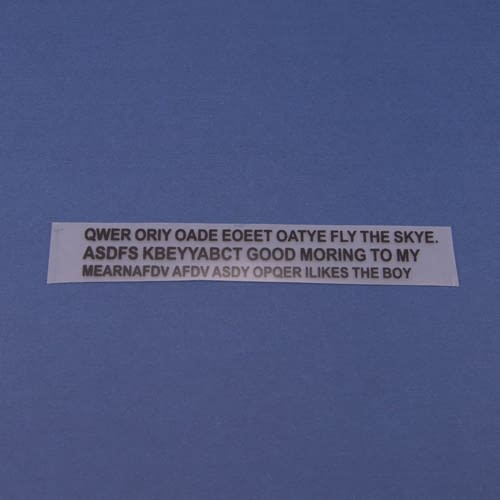 QWER ORIY OADE EOEET OATYE FLY THE SKYE.
ASDFS KBEYYABCT GOOD MORING TO MY
MEARNAFDV AFDV ASDY OPQER ILIKES THE BOY